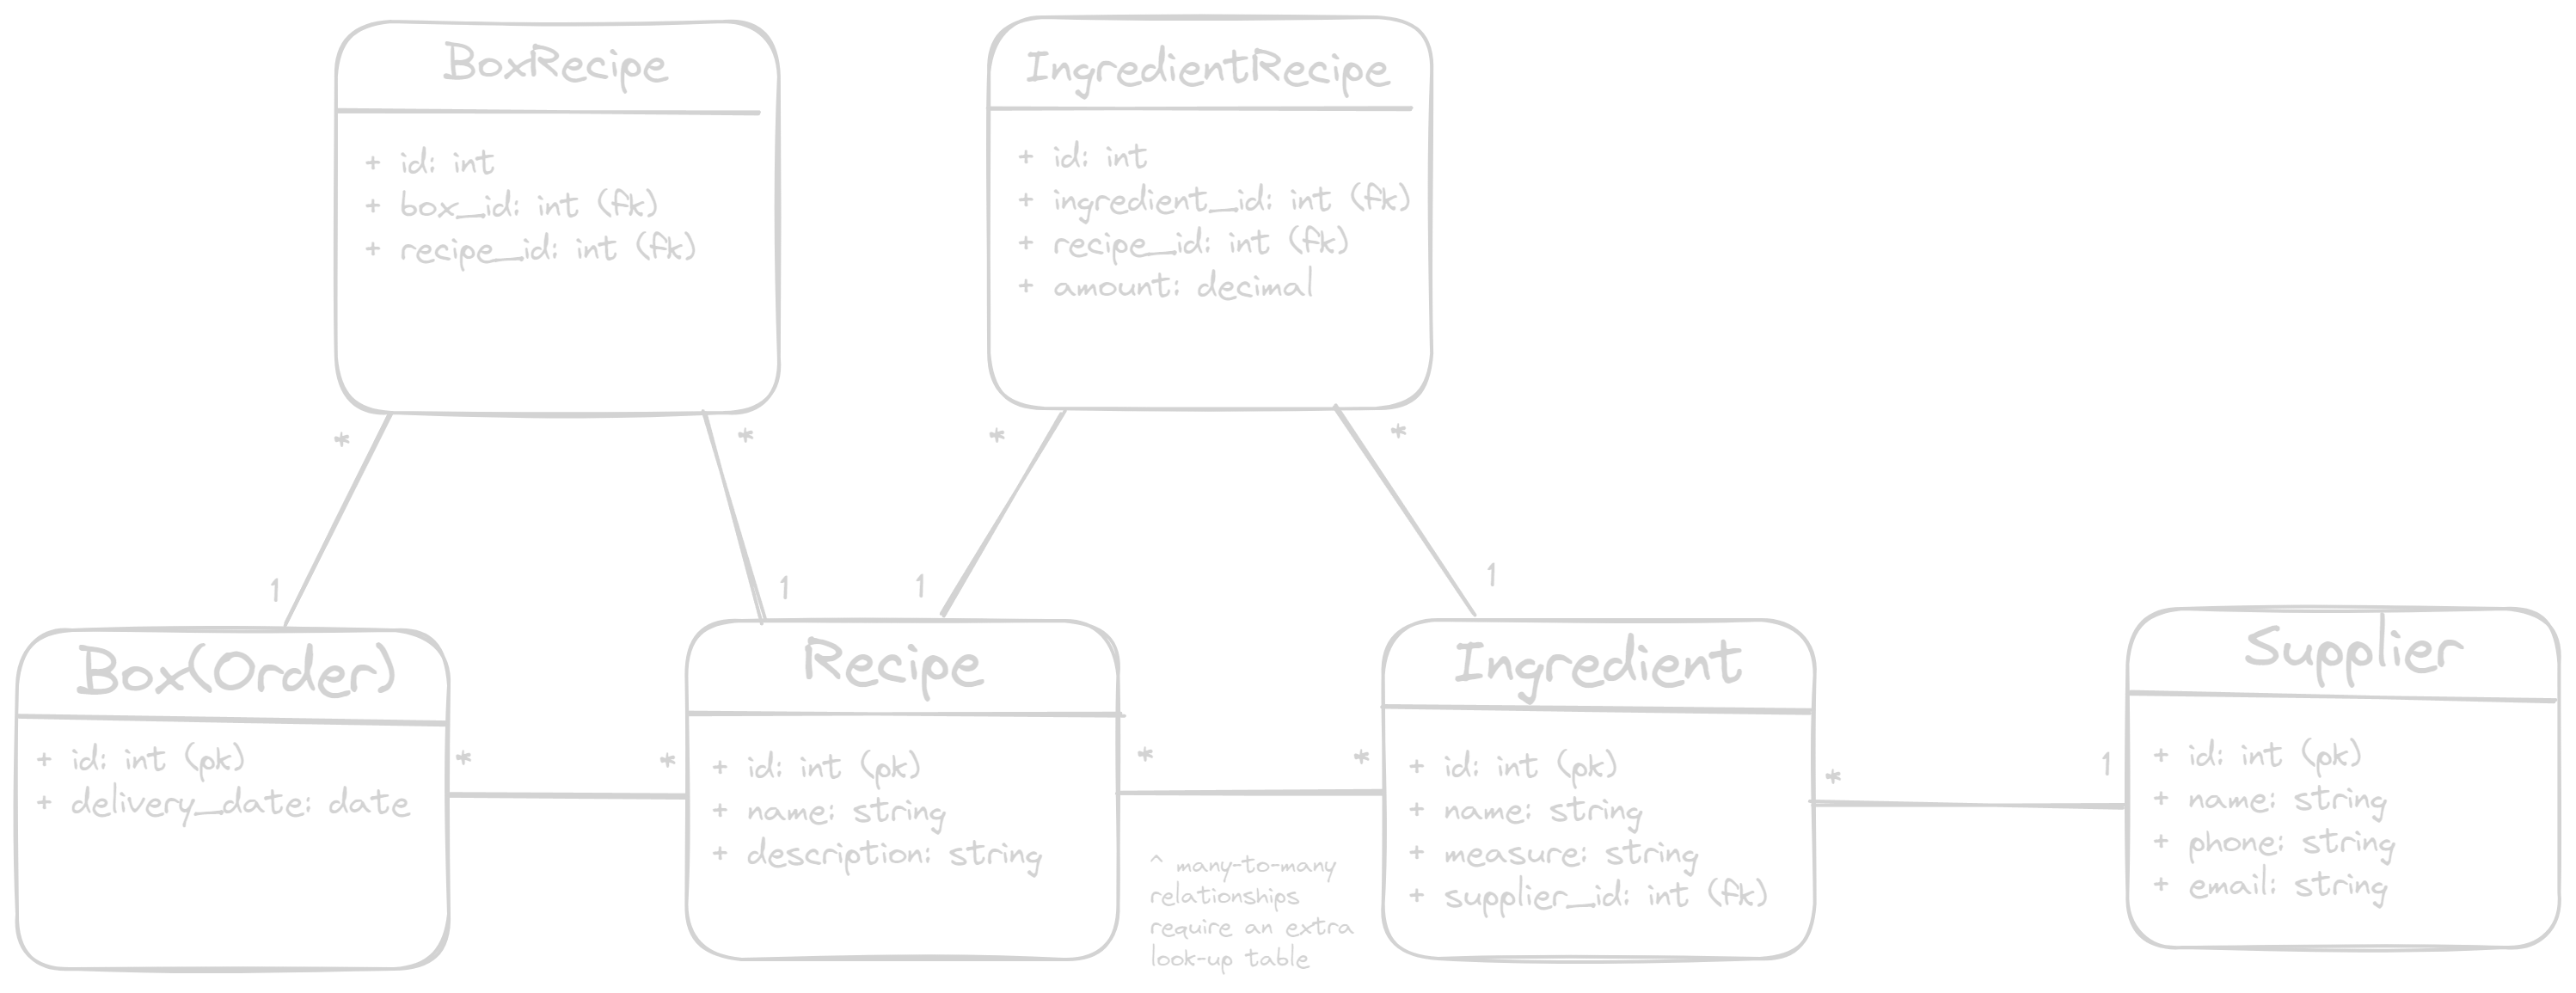 BoxRecipe
+ id: int
+ box_id: int (fk)
+ recipe_id: int (fk)
*
*
IngredientRecipe
+ id: int
+ ingredient_id: int (fk)
+ recipe_id: int (fk)
+ amount: decimal
*
*
1
1
1
1
Box(Order)
+ id: int (pk)
+ delivery_date: date
*
*
Recipe
+ id: int (pk)
+ name: string
+ description: string
*
*
^ many-to-many
relationships
require an extra
look-up table
Ingredient
+ id: int (pk)
+ name: string
+ measure: string
+ supplier_id: int (fk)
*
1
Supplier
+ id: int (pk)
+ name: string
+ phone: string
+ email: string